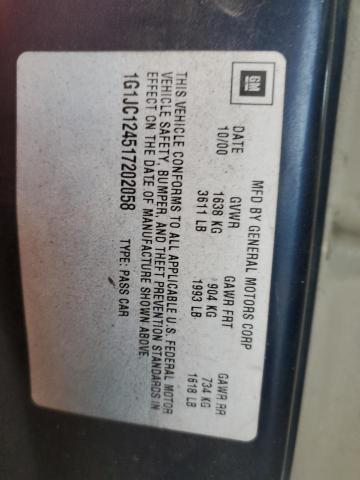 GM
MFD BY GENERAL MOTORS CORP
DATE GVWR GAWR FRT GAWR RR
10/00 1638 KG 904 KG 734 KG
3611 LB 1993 LB 1618 LB
THIS VEHICLE CONFORMS TO ALL APPLICABLE U.S. FEDERAL MOTOR
VEHICLE SAFETY, BUMPER, AND THEFT PREVENTION STANDARDS IN
EFFECT ON THE DATE OF MANUFACTURE SHOWN ABOVE.
1G1JC124517202058 TYPE: PASS CAR